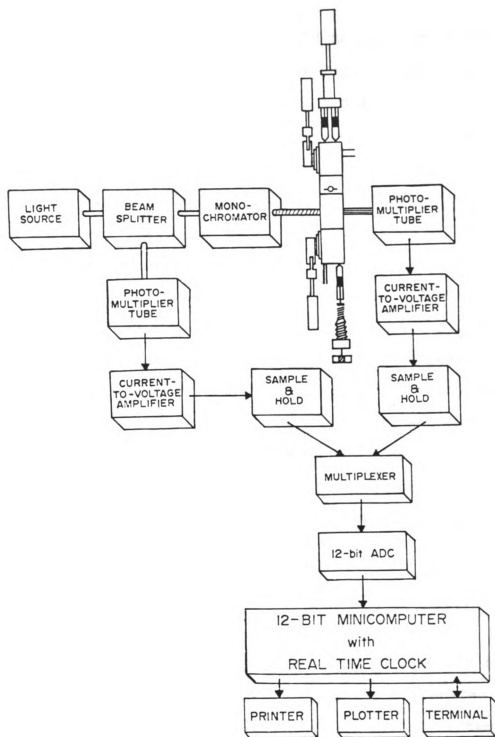 LIGHT
SOURCE
BEAM
SPLITTER
MONO-
CHROMATOR
PHOTO-
MULTIPLIER
TUBE
PHOTO-
MULTIPLIER
TUBE
CURRENT-
TO-VOLTAGE
AMPLIFIER
CURRENT-
TO-VOLTAGE
AMPLIFIER
SAMPLE
&
HOLD
SAMPLE
&
HOLD
MULTIPLEXER
12-bit ADC
12-BIT MINICOMPUTER
with
REAL TIME CLOCK
PRINTER
PLOTTER
TERMINAL